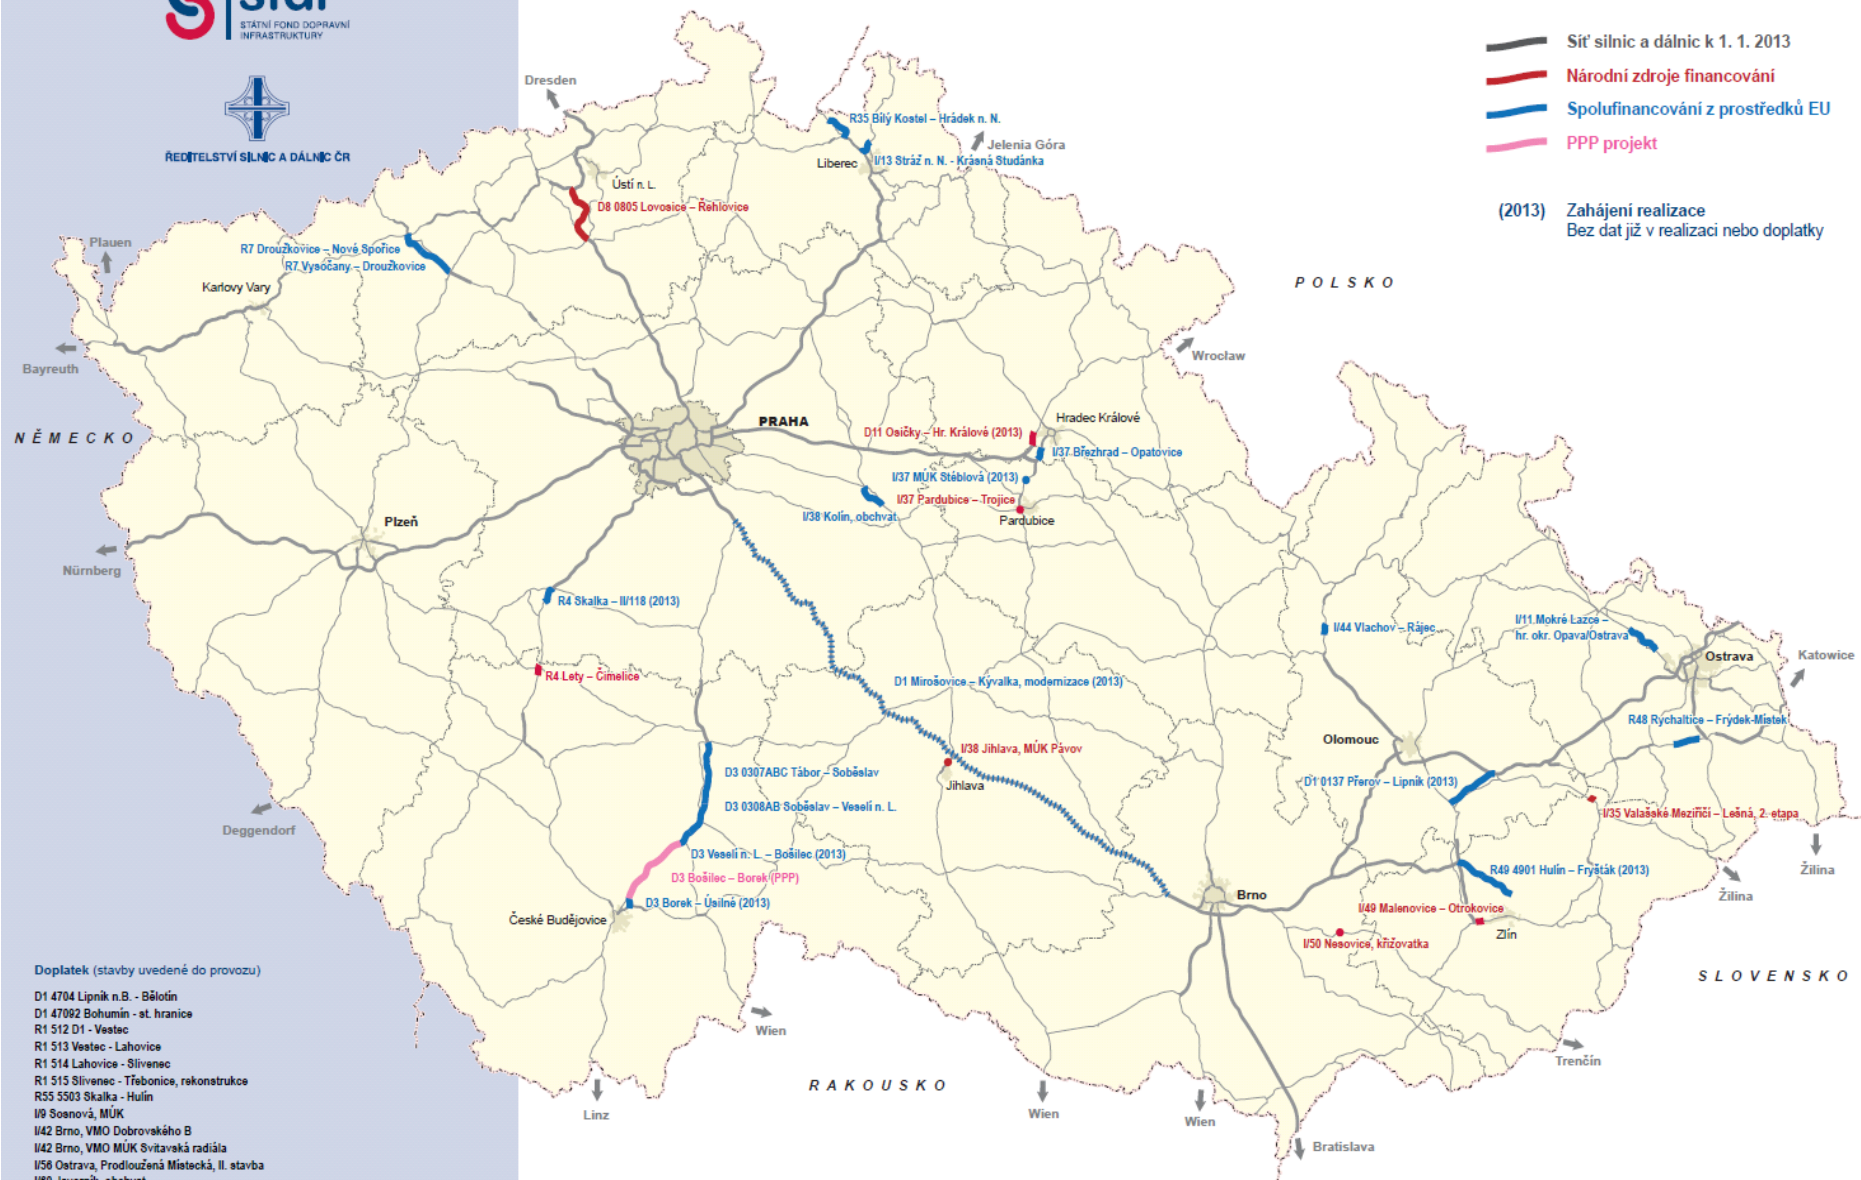 STÁTNÍ FOND DOPRAVNÍ
INFRASTRUKTURY
ŘEDITELSTVÍ SILNIC A DÁLNIC ČR
Síť silnic a dálnic k 1. 1. 2013
Národní zdroje financování
Spolufinancování z prostředků EU
PPP projekt
(2013) Zahájení realizace
Bez dat již v realizaci nebo doplatky
Dresden
R35 Bílý Kostel – Hrádek n. N.
Jelenia Góra
Liberec
I/13 Stráž n. N. - Krásná Studánka
Ústí n. L.
D8 0805 Lovosice – Řehlovice
Plauen
R7 Droužkovice – Nové Spořice
R7 Vysočany – Droužkovice
Karlovy Vary
POLSKO
Bayreuth
Wrocław
NĚMECKO
PRAHA
Hradec Králové
D11 Osičky – Hr. Králové (2013)
I/37 Březhrad – Opatovice
I/37 MÚK Stéblová (2013)
I/37 Pardubice – Trojice
I/38 Kolín, obchvat
Pardubice
Plzeň
Nürnberg
R4 Skalka – II/118 (2013)
I/44 Vlachov – Rájec
I/11 Mokré Lazce –
hr. okr. Opava/Ostrava
Ostrava
Katowice
R4 Lety – Čimelice
D1 Mirošovice – Kývalka, modernizace (2013)
R48 Rychaltice – Frýdek-Místek
Olomouc
I/38 Jihlava, MÚK Pávov
D3 0307ABC Tábor – Soběslav
Jihlava
D1 0137 Přerov – Lipník (2013)
D3 0308AB Soběslav – Veselí n. L.
I/35 Valašské Meziříčí – Lešná, 2. etapa
Deggendorf
D3 Veselí n. L. – Bošilec (2013)
D3 Bošilec – Borek (PPP)
R49 4901 Hulín – Fryšták (2013)
Žilina
Žilina
D3 Borek – Úsilné (2013)
Brno
I/49 Malenovice – Otrokovice
České Budějovice
Zlín
I/50 Nesovice, křižovatka
SLOVENSKO
Wien
Trenčín
RAKOUSKO
Linz
Wien
Wien
Bratislava
Doplatek (stavby uvedené do provozu)
D1 4704 Lipník n.B. - Bělotín
D1 47092 Bohumín - st. hranice
R1 512 D1 - Vestec
R1 513 Vestec - Lahovice
R1 514 Lahovice - Slivenec
R1 515 Slivenec - Třebonice, rekonstrukce
R55 5503 Skalka - Hulín
I/9 Sosnová, MÚK
I/42 Brno, VMO Dobrovského B
I/42 Brno, VMO MÚK Svitavská radiála
I/56 Ostrava, Prodloužená Místecká, II. stavba